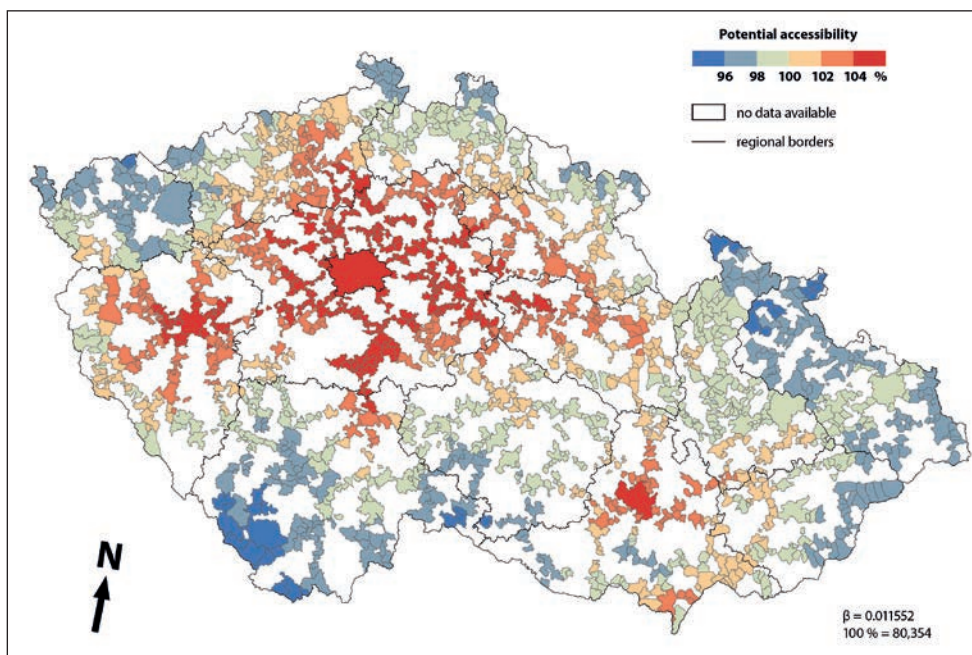 Potential accessibility
96 98 100 102 104 %
no data available
regional borders
N
β = 0.011552
100 % = 80,354